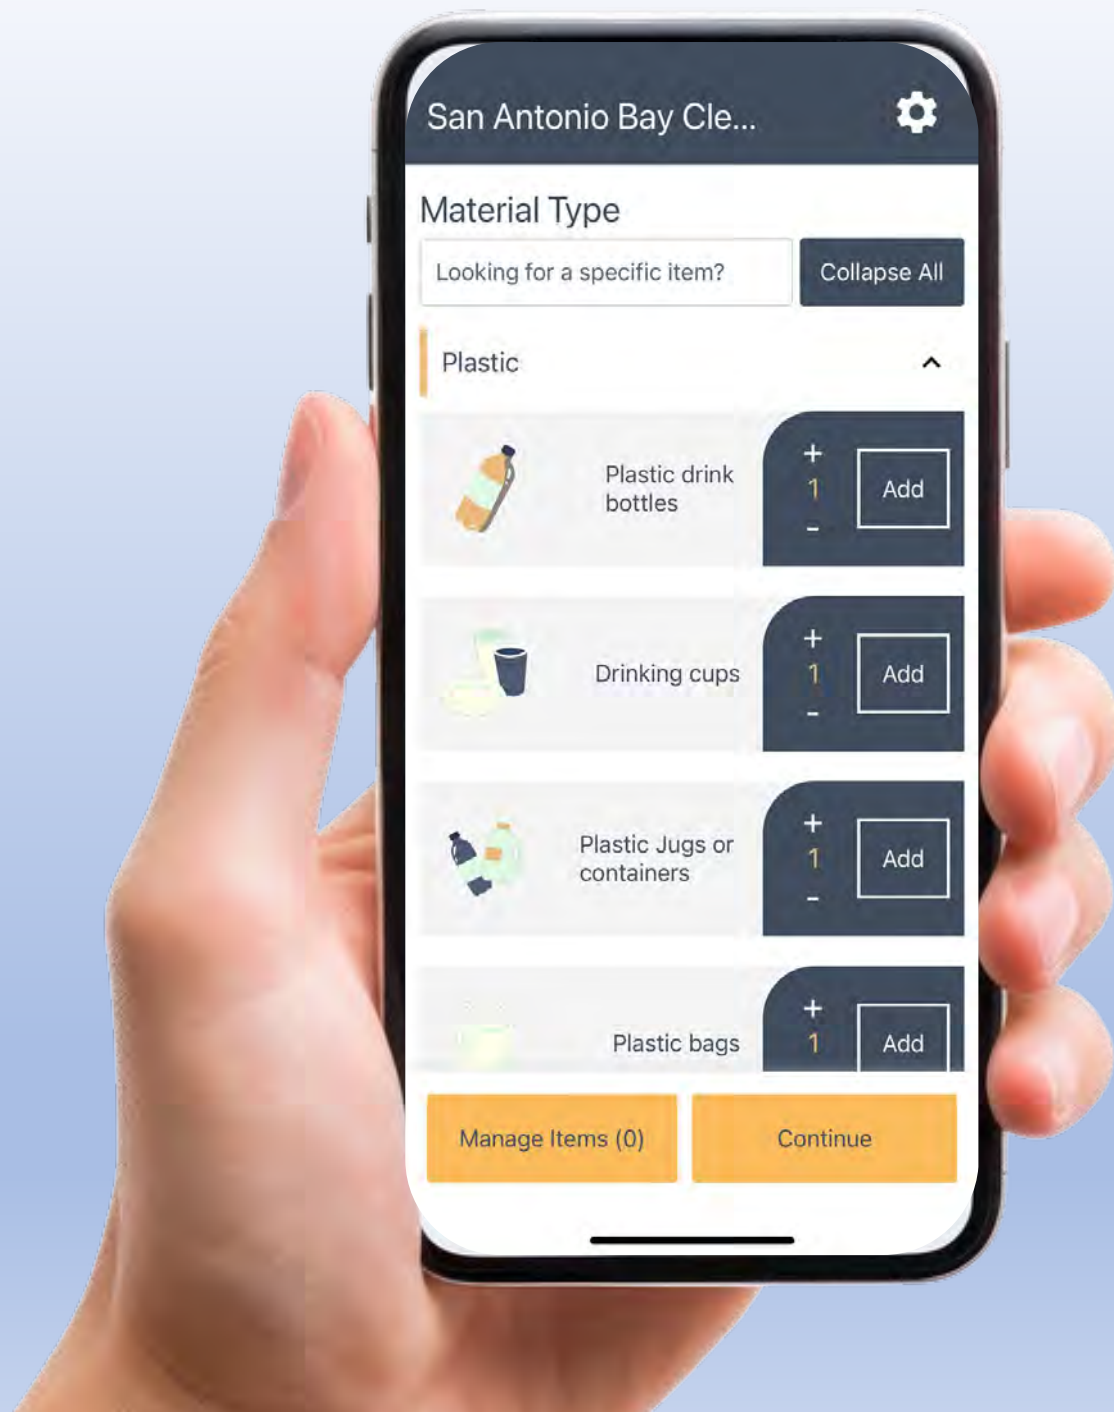 San Antonio Bay Cle...
Material Type
Looking for a specific item?
Collapse All
Plastic
Plastic drink
bottles
+
1
-
Add
Drinking cups
+
1
-
Add
Plastic Jugs or
containers
+
1
-
Add
Plastic bags
+
1
Add
Manage Items (0)
Continue